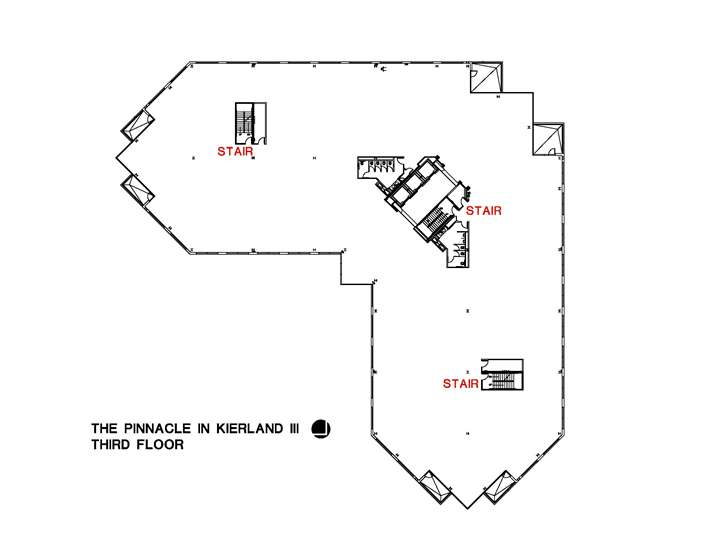 STAIR
STAIR
STAIR
THE PINNACLE IN KIERLAND III
THIRD FLOOR